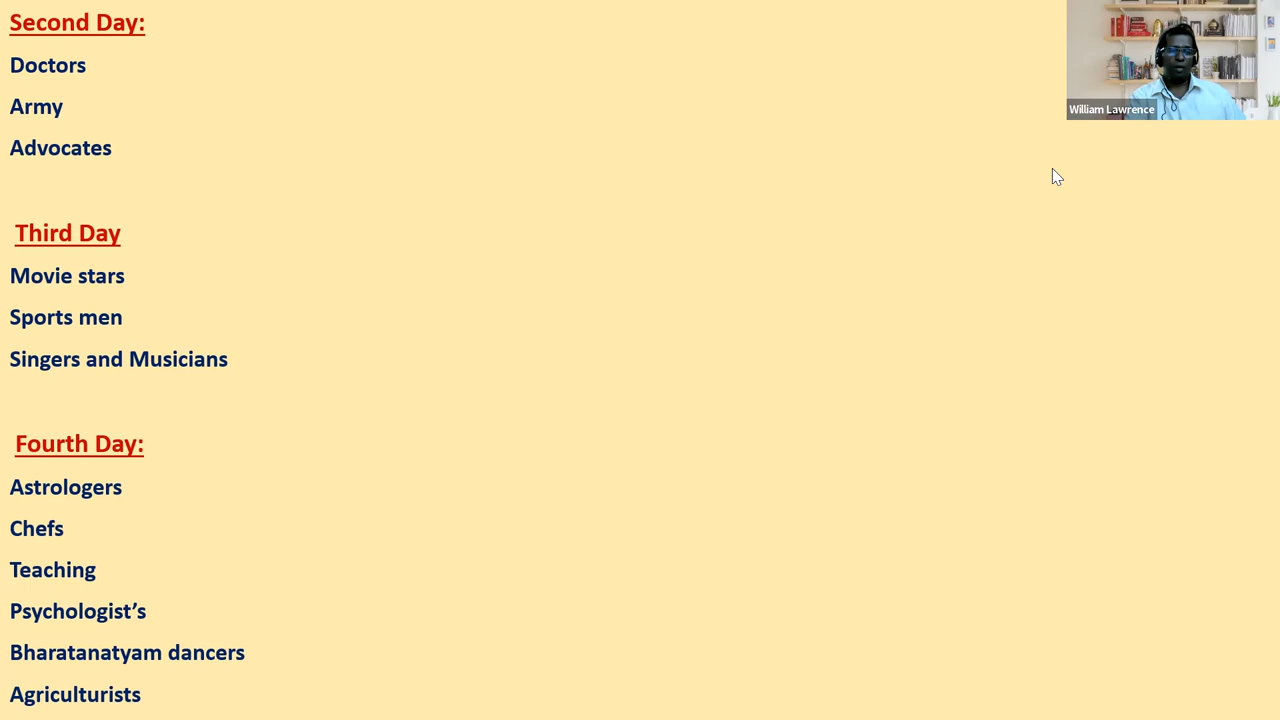 Second Day:
Doctors
Army
Advocates
William Lawrence
Third Day
Movie stars
Sports men
Singers and Musicians
Fourth Day:
Astrologers
Chefs
Teaching
Psychologist’s
Bharatanatyam dancers
Agriculturists